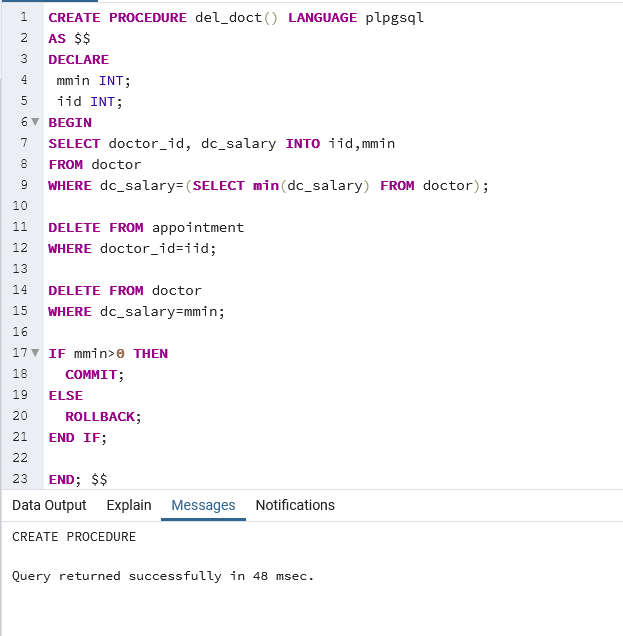 1 CREATE PROCEDURE del_doct() LANGUAGE plpgsql
2 AS $$
3 DECLARE
4 mmin INT;
5 iid INT;
6 BEGIN
7 SELECT doctor_id, dc_salary INTO iid,mmin
8 FROM doctor
9 WHERE dc_salary=(SELECT min(dc_salary) FROM doctor);
10
11 DELETE FROM appointment
12 WHERE doctor_id=iid;
13
14 DELETE FROM doctor
15 WHERE dc_salary=mmin;
16
17 IF mmin>0 THEN
18 COMMIT;
19 ELSE
20 ROLLBACK;
21 END IF;
22
23 END; $$
Data Output Explain Messages Notifications
CREATE PROCEDURE
Query returned successfully in 48 msec.